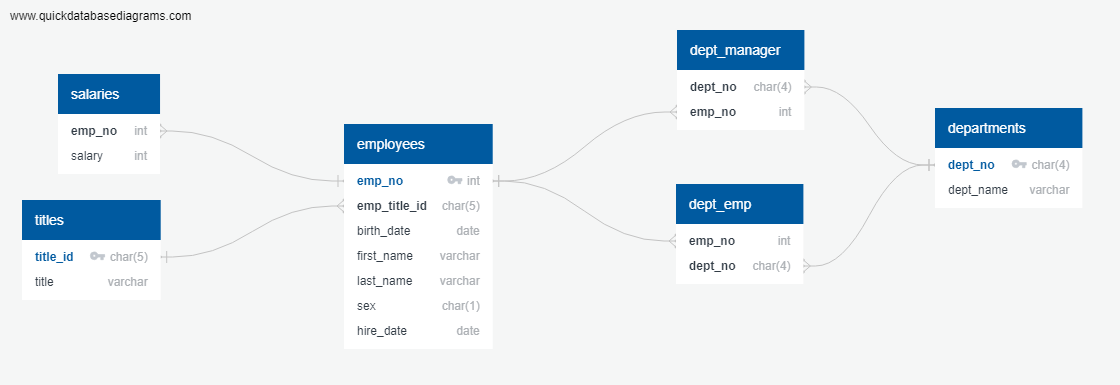 www.quickdatabasediagrams.com
salaries
emp_no int
salary int
titles
title_id char(5)
title varchar
employees
emp_no int
emp_title_id char(5)
birth_date date
first_name varchar
last_name varchar
sex char(1)
hire_date date
dept_manager
dept_no char(4)
emp_no int
dept_emp
emp_no int
dept_no char(4)
departments
dept_no char(4)
dept_name varchar